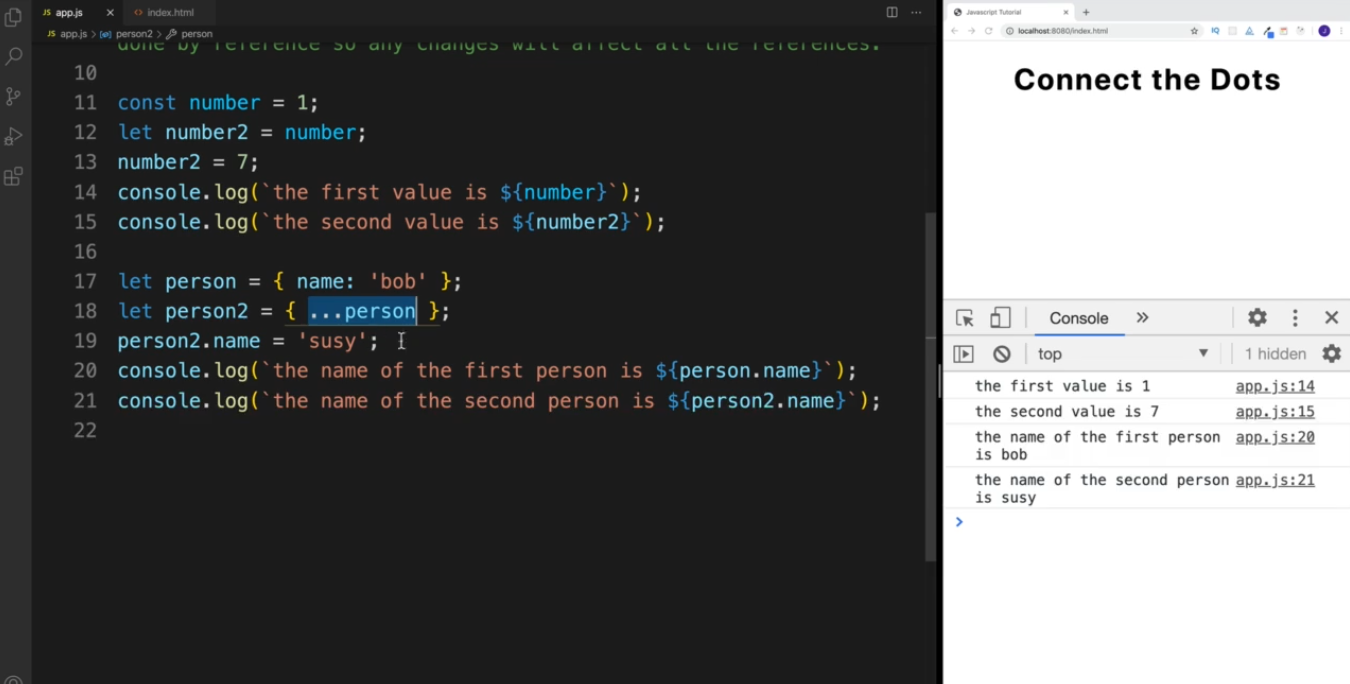 app.js
index.html
app.js > person2 > person
done by reference so any changes will affect all the references.
10
11 const number = 1;
12 let number2 = number;
13 number2 = 7;
14 console.log(`the first value is ${number}`);
15 console.log(`the second value is ${number2}`);
16
17 let person = { name: 'bob' };
18 let person2 = { ...person };
19 person2.name = 'susy';
20 console.log(`the name of the first person is ${person.name}`);
21 console.log(`the name of the second person is ${person2.name}`);
22
Javascript Tutorial
localhost:8080/index.html
Connect the Dots
Console
top
1 hidden
the first value is 1 app.js:14
the second value is 7 app.js:15
the name of the first person app.js:20
is bob
the name of the second person app.js:21
is susy